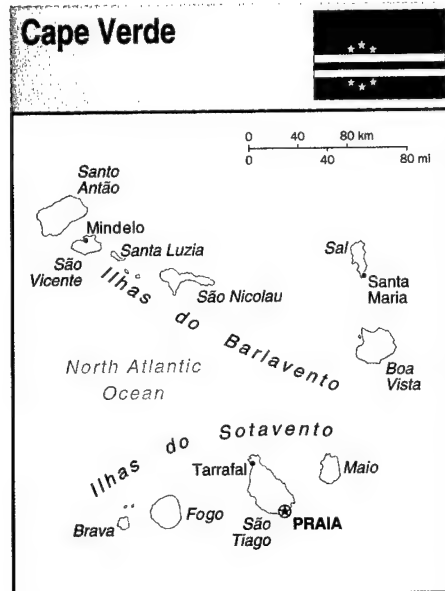 Cape Verde
0 40 80 km
0 40 80 mi
Santo
Antão
Mindelo
Santa Luzia
São
Vicente
São Nicolau
Sal
Santa
Maria
Ilhas do Barlavento
Boa
Vista
North Atlantic
Ocean
Ilhas do Sotavento
Tarrafal
Maio
Fogo
Brava
São
Tiago
PRAIA